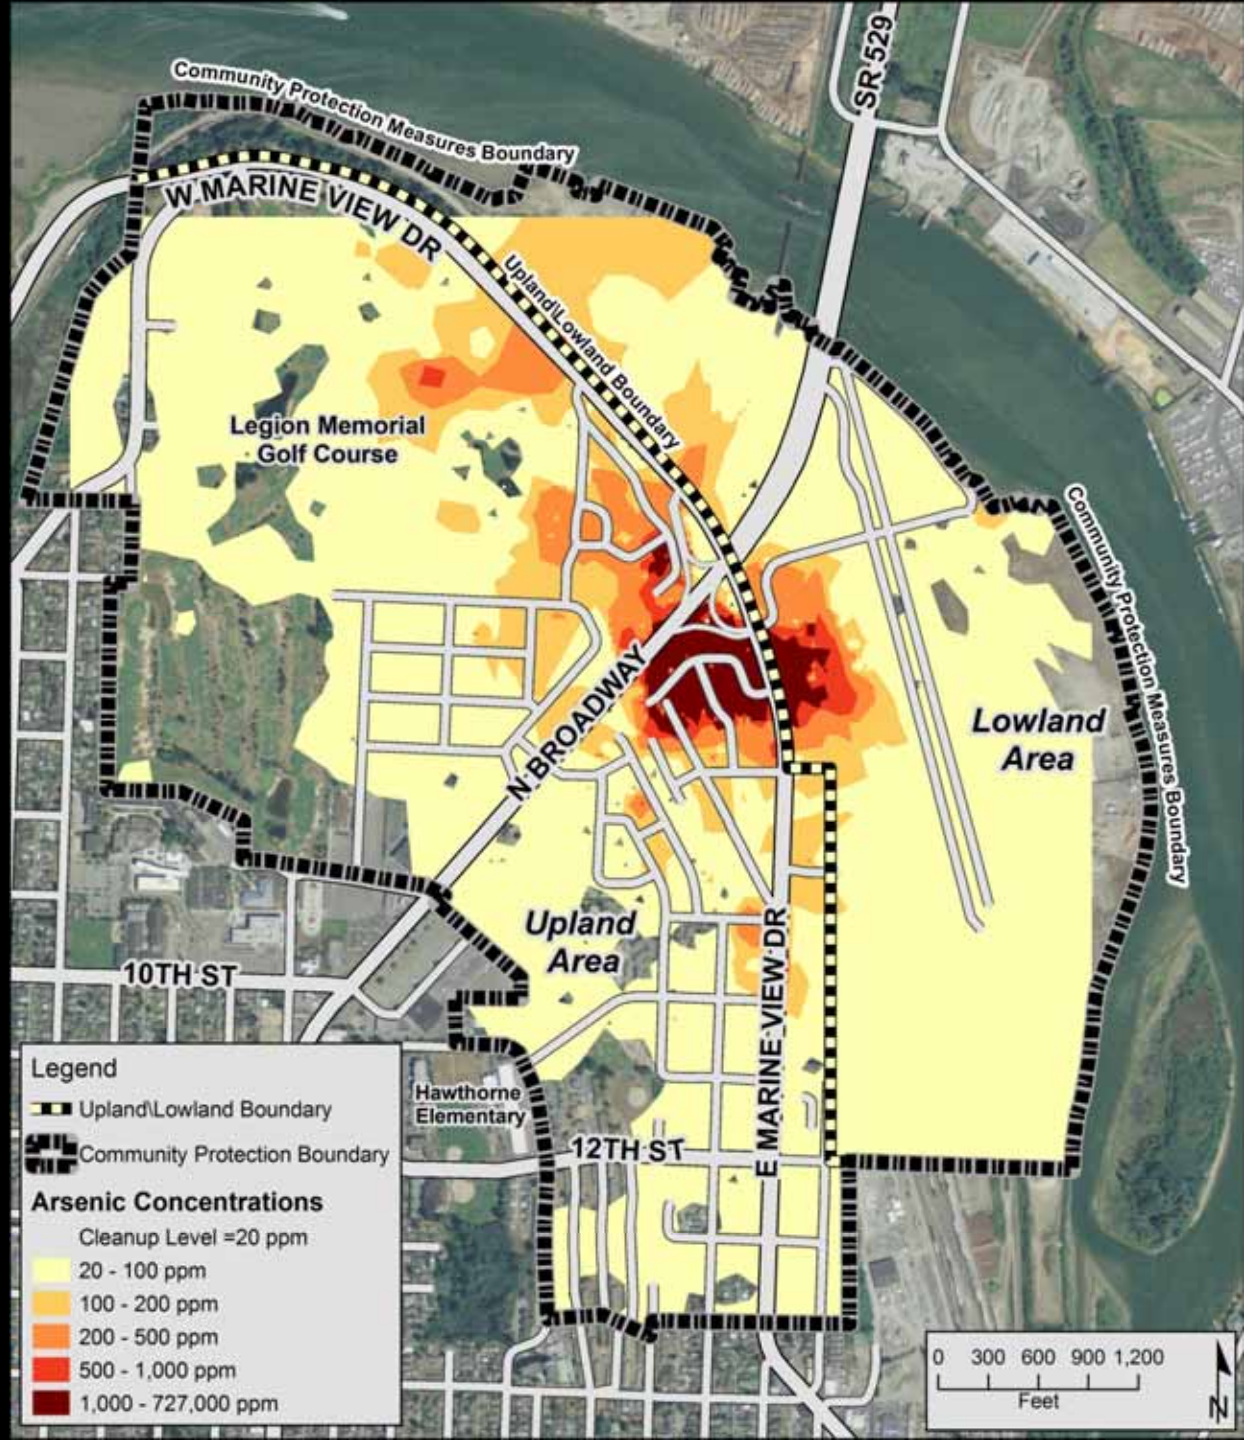 SR 529
Community Protection Measures Boundary
W MARINE VIEW DR
Upland\Lowland Boundary
Legion Memorial
Golf Course
Community Protection Measures Boundary
N BROADWAY
Lowland
Area
Upland
Area
10TH ST
E MARINE VIEW DR
Hawthorne
Elementary
12TH ST
Legend
Upland\Lowland Boundary
Community Protection Boundary
Arsenic Concentrations
Cleanup Level =20 ppm
20 - 100 ppm
100 - 200 ppm
200 - 500 ppm
500 - 1,000 ppm
1,000 - 727,000 ppm
0 300 600 900 1,200
Feet
N